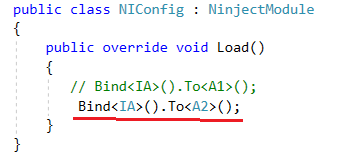 public class NIConfig : NinjectModule
{
public override void Load()
{
// Bind<IA>().To<A1>();
Bind<IA>().To<A2>();
}
}